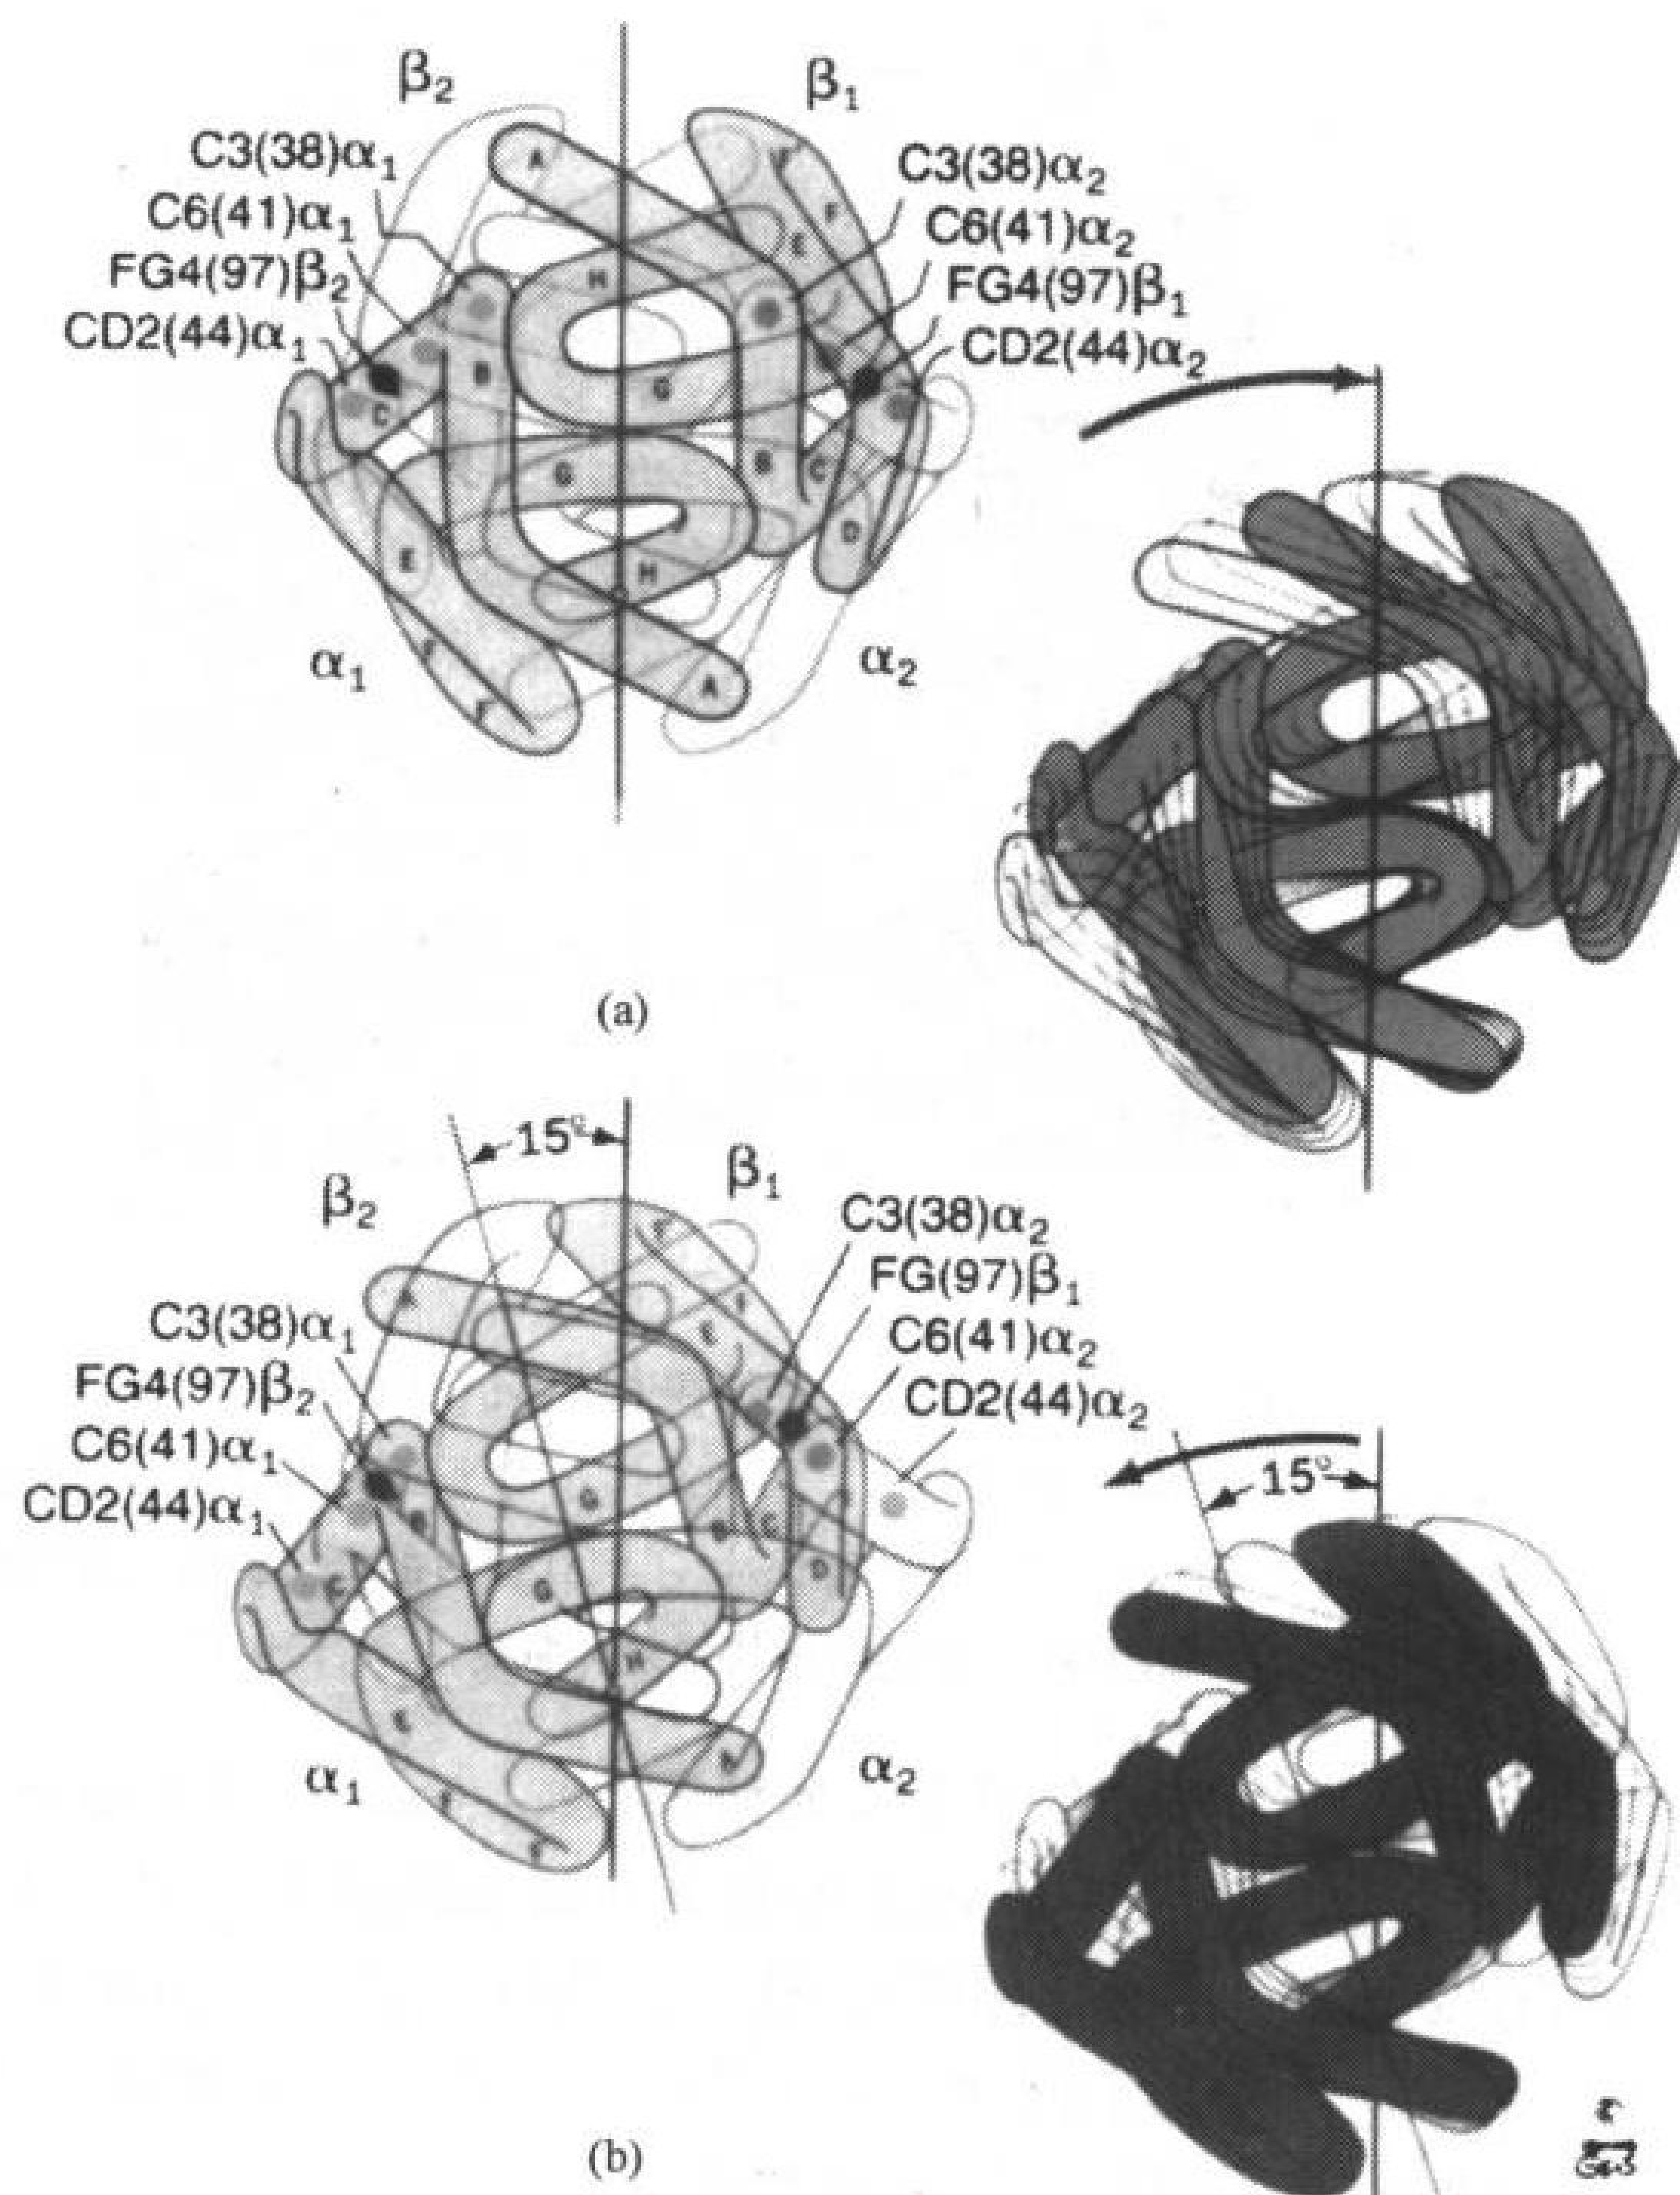 β₂ β₁
C3(38)α₁
C6(41)α₁
FG4(97)β₂
CD2(44)α₁
C3(38)α₂
C6(41)α₂
FG4(97)β₁
CD2(44)α₂
A
F
E
F
H
B
G
C
G
B
C
D
E
H
A
F
α₁ α₂
(a)
15°
β₂ β₁
C3(38)α₂
FG(97)β₁
C6(41)α₂
CD2(44)α₂
C3(38)α₁
FG4(97)β₂
C6(41)α₁
CD2(44)α₁
A
F
E
G
B
B
C
D
C
G
H
E
A
F
α₁ α₂
15°
(b)